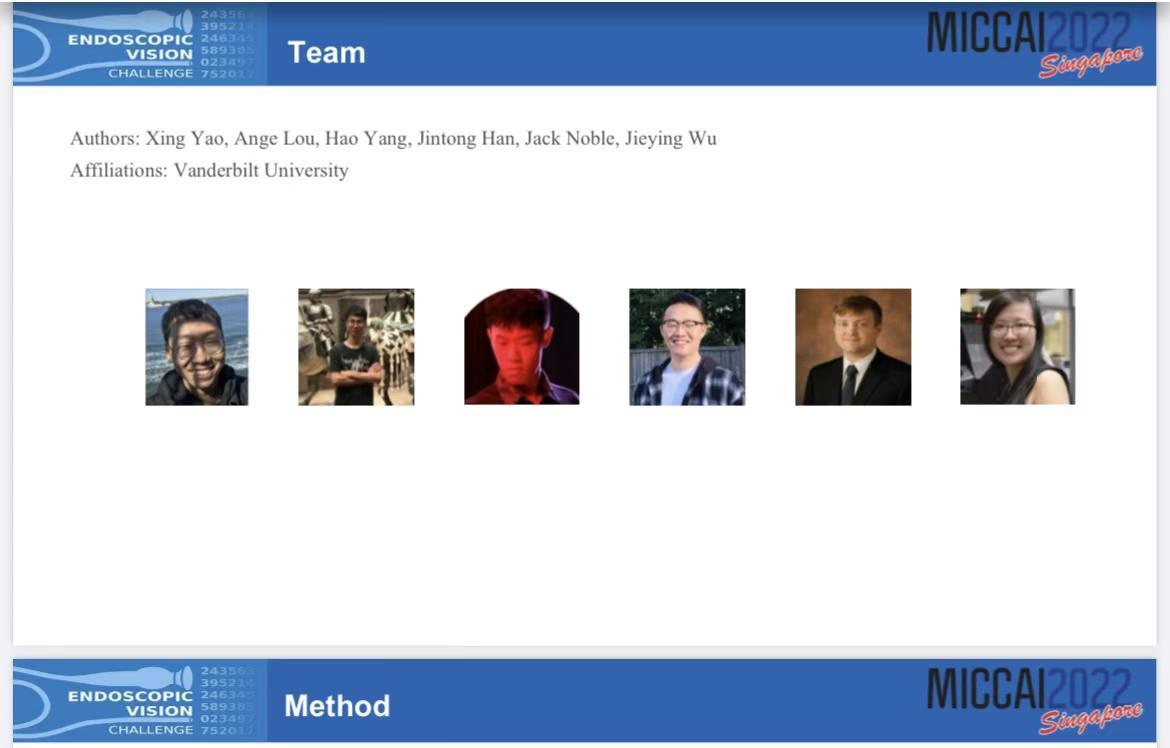 243563
395214
ENDOSCOPIC 246345
VISION 589385
023497
CHALLENGE 752017
Team
MICCAI2022
Singapore
Authors: Xing Yao, Ange Lou, Hao Yang, Jintong Han, Jack Noble, Jieying Wu
Affiliations: Vanderbilt University
243563
395214
ENDOSCOPIC 246345
VISION 589385
023497
CHALLENGE 752017
Method
MICCAI2022
Singapore